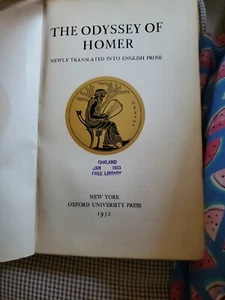 THE ODYSSEY OF
HOMER
NEWLY TRANSLATED INTO ENGLISH PROSE
OAKLAND
JAN 1933
FREE LIBRARY
NEW YORK
OXFORD UNIVERSITY PRESS
1932